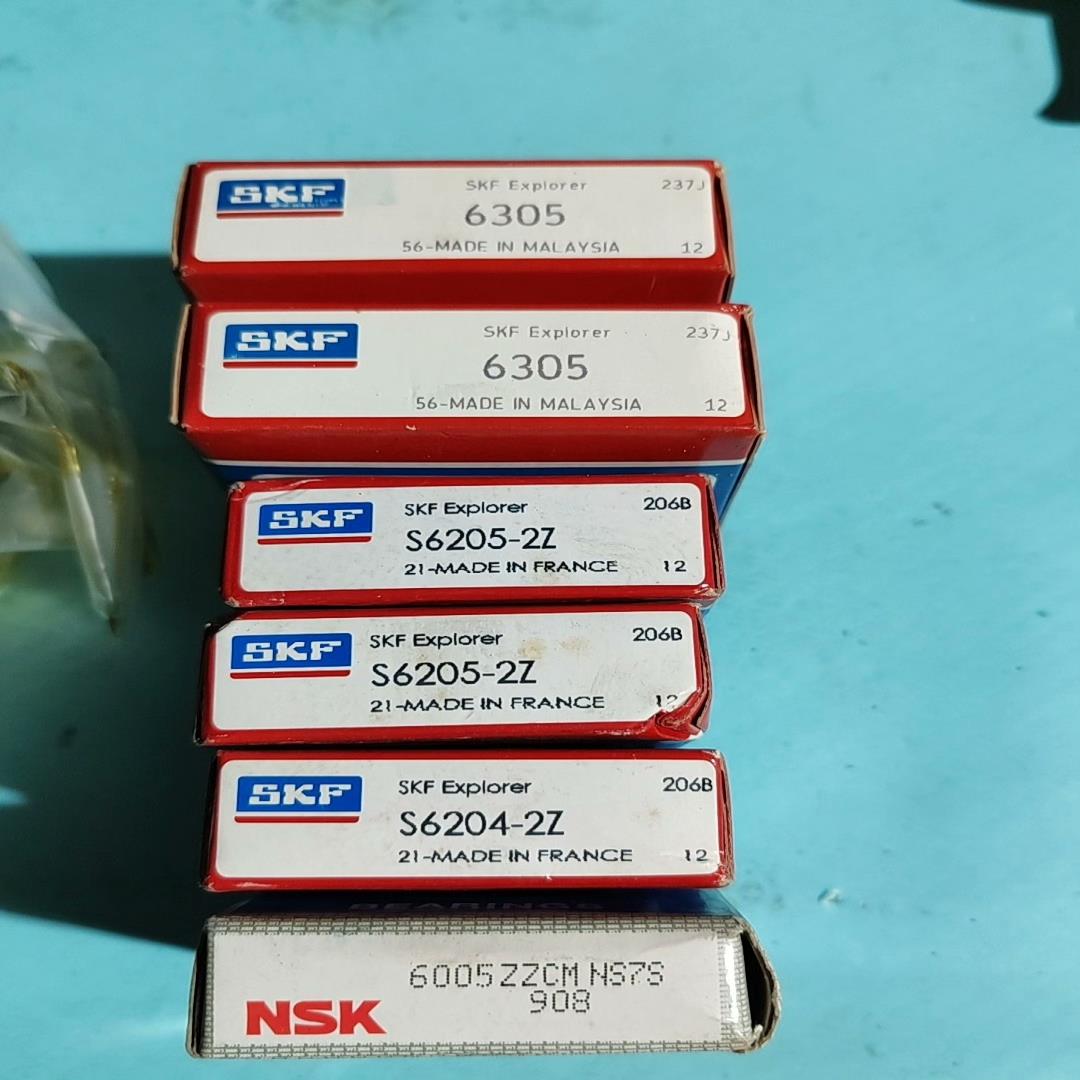 SKF
SKF Explorer
237J
6305
56-MADE IN MALAYSIA
12
SKF
SKF Explorer
237J
6305
56-MADE IN MALAYSIA
12
SKF
SKF Explorer
206B
S6205-2Z
21-MADE IN FRANCE
12
SKF
SKF Explorer
206B
S6205-2Z
21-MADE IN FRANCE
12
SKF
SKF Explorer
206B
S6204-2Z
21-MADE IN FRANCE
12
BEARINGS
6005ZZCM NS7S
908
NSK